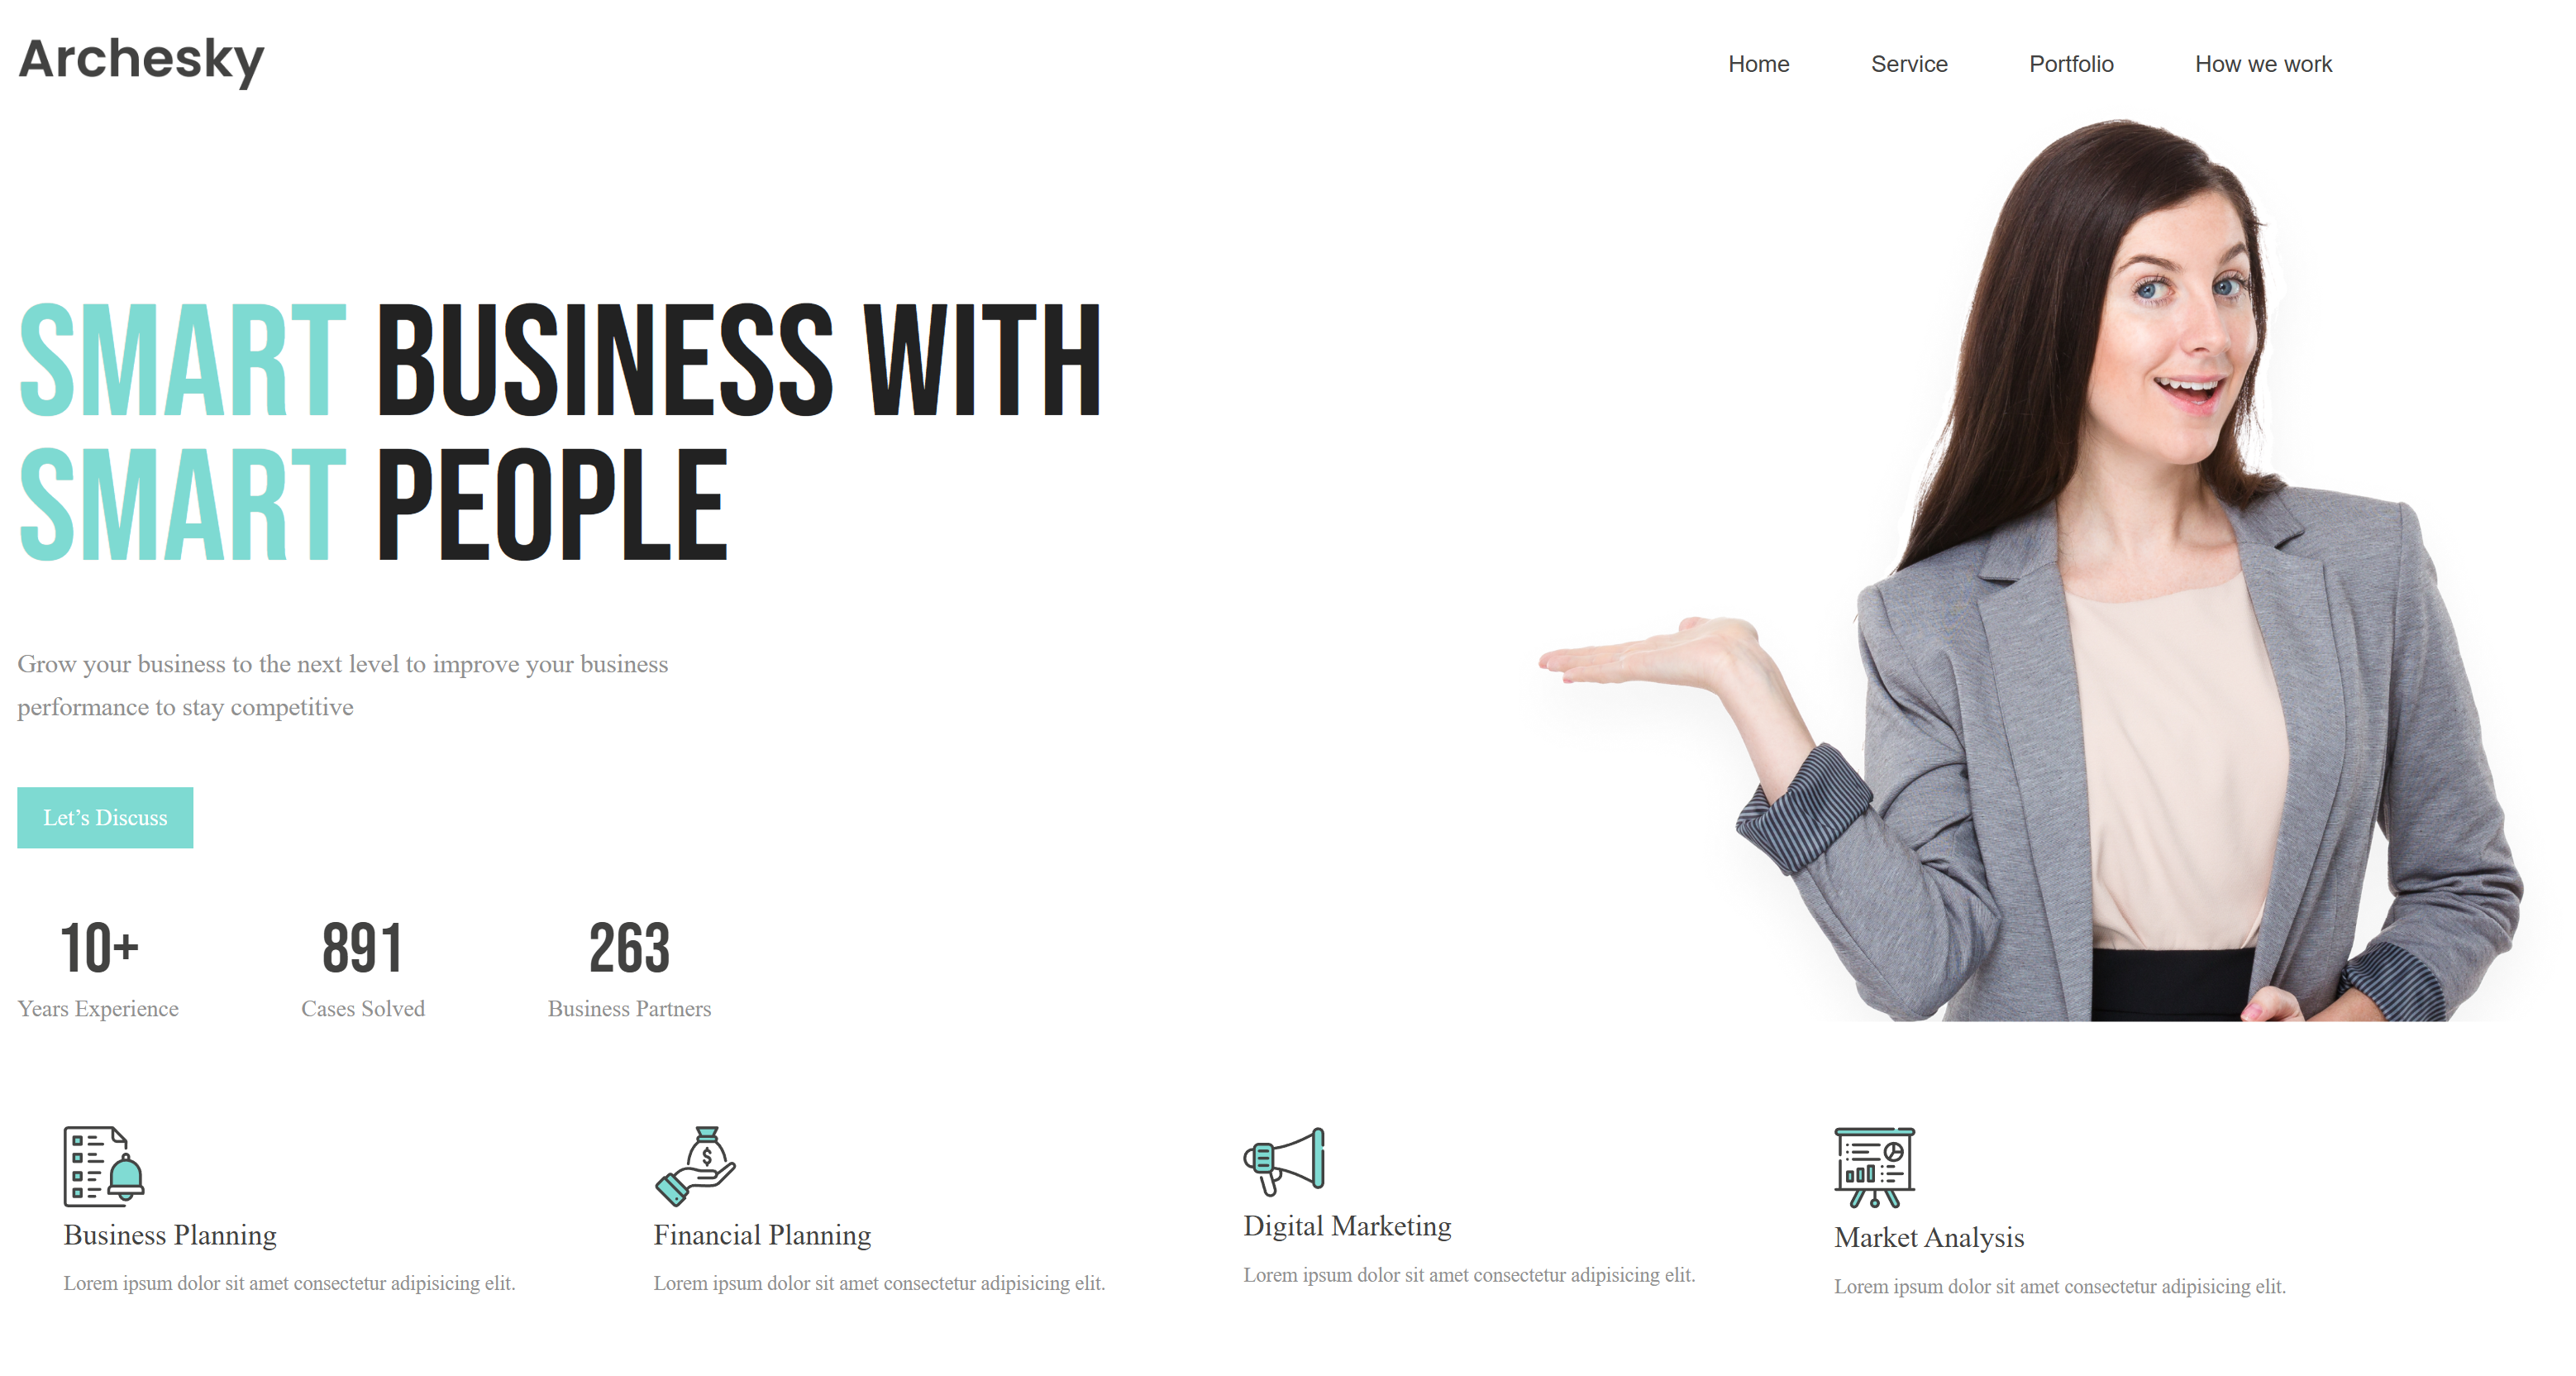 Archesky
Home Service Portfolio How we work
SMART BUSINESS WITH
SMART PEOPLE
Grow your business to the next level to improve your business
performance to stay competitive
Let’s Discuss
10+ 891 263
Years Experience Cases Solved Business Partners
$
Business Planning
Lorem ipsum dolor sit amet consectetur adipisicing elit.
Financial Planning
Lorem ipsum dolor sit amet consectetur adipisicing elit.
Digital Marketing
Lorem ipsum dolor sit amet consectetur adipisicing elit.
Market Analysis
Lorem ipsum dolor sit amet consectetur adipisicing elit.